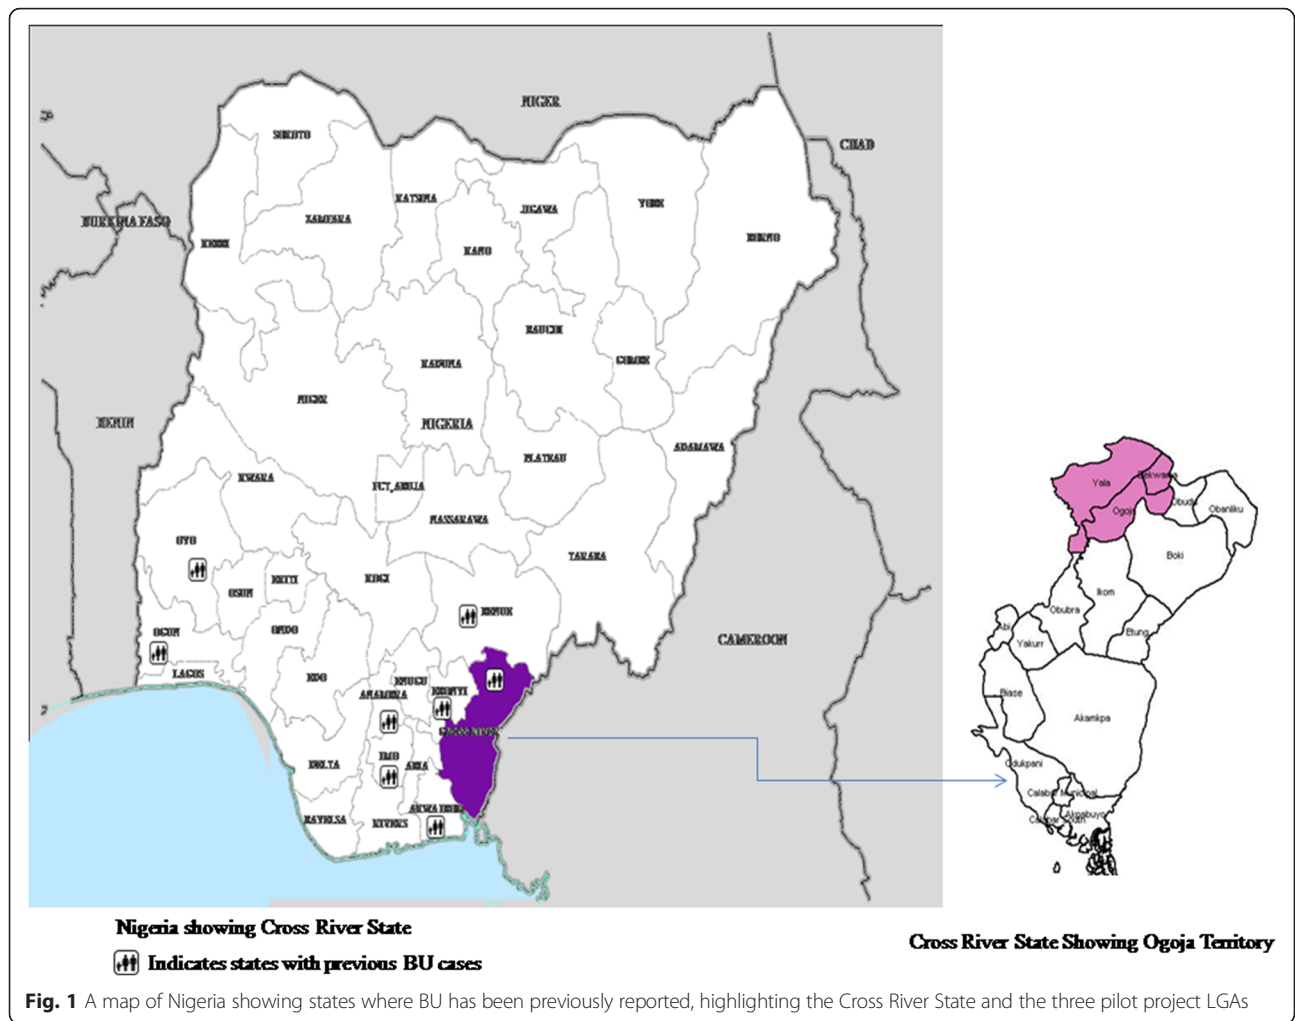 NIGER
CHAD
SOKOTO
KATSINA
YOBE
ZAMFARA
JIGAWA
BURKINA FASO
KEBBI
KANO
BORNO
BAUCHI
KADUNA
GOMBE
NIGER
BENIN
NIGERIA
ADAMAWA
PLATEAU
KWARA
FCT, ABUJA
NASSARAWA
OYO
TARABA
KOGI
EKITI
OSUN
BENUE
OGUN
ONDO
CAMEROON
LAGOS
EDO
ENUGU
EBONYI
ANAMBRA
CROSS RIVER
IMO
ABIA
DELTA
AKWA IBOM
BAYELSA
RIVERS
Yala
Bekwarra
Obudu
Obanliku
Ogoja
Boki
Ikom
Obubra
Abi
Etung
Yakurr
Biase
Akamkpa
Odukpani
Calabar Municipal
Akpabuyo
Calabar South
Nigeria showing Cross River State
Indicates states with previous BU cases
Cross River State Showing Ogoja Territory
Fig. 1 A map of Nigeria showing states where BU has been previously reported, highlighting the Cross River State and the three pilot project LGAs